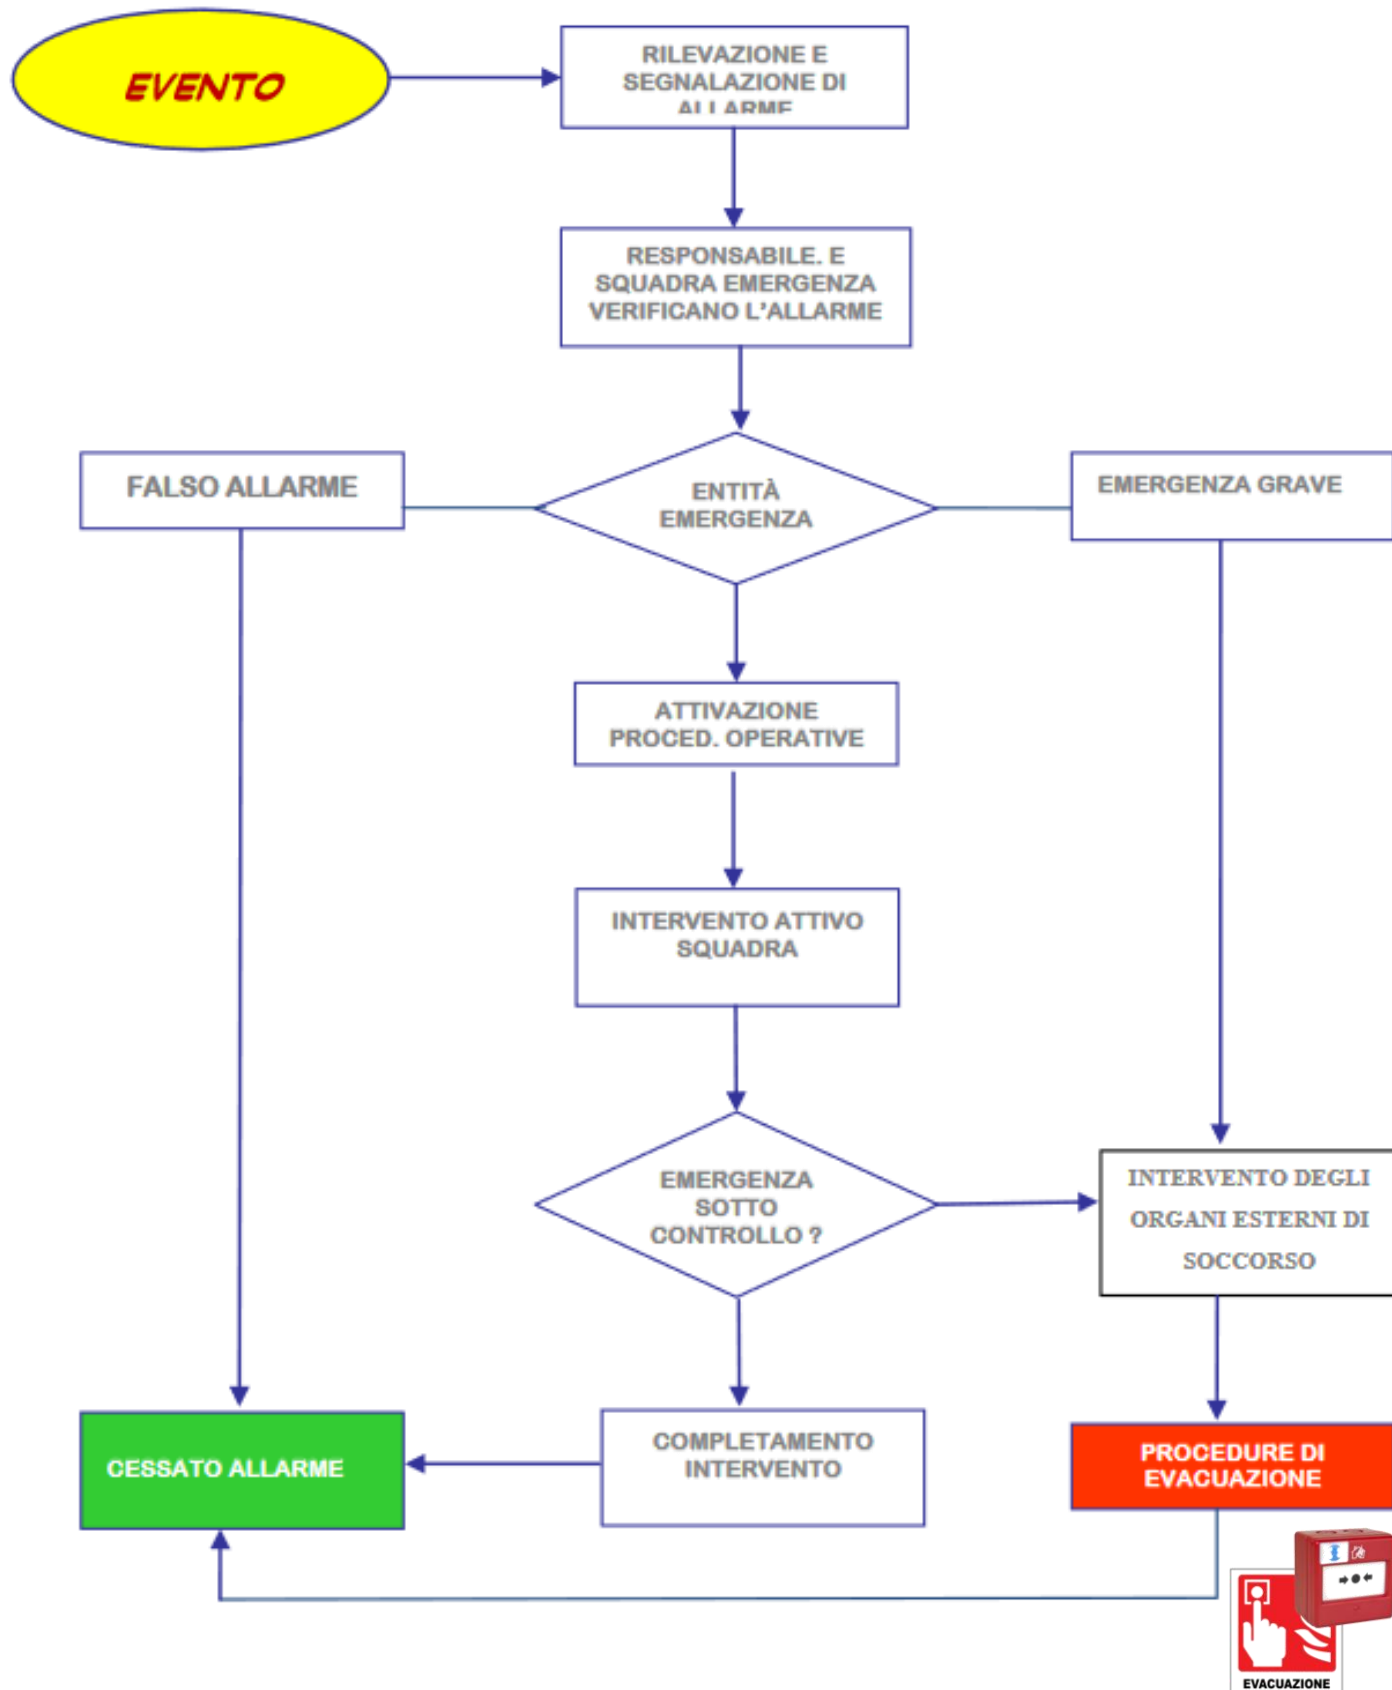 EVENTO
RILEVAZIONE E
SEGNALAZIONE DI
ALLARME
RESPONSABILE. E
SQUADRA EMERGENZA
VERIFICANO L'ALLARME
FALSO ALLARME
ENTITÀ
EMERGENZA
EMERGENZA GRAVE
ATTIVAZIONE
PROCED. OPERATIVE
INTERVENTO ATTIVO
SQUADRA
EMERGENZA
SOTTO
CONTROLLO ?
INTERVENTO DEGLI
ORGANI ESTERNI DI
SOCCORSO
CESSATO ALLARME
COMPLETAMENTO
INTERVENTO
PROCEDURE DI
EVACUAZIONE
EVACUAZIONE